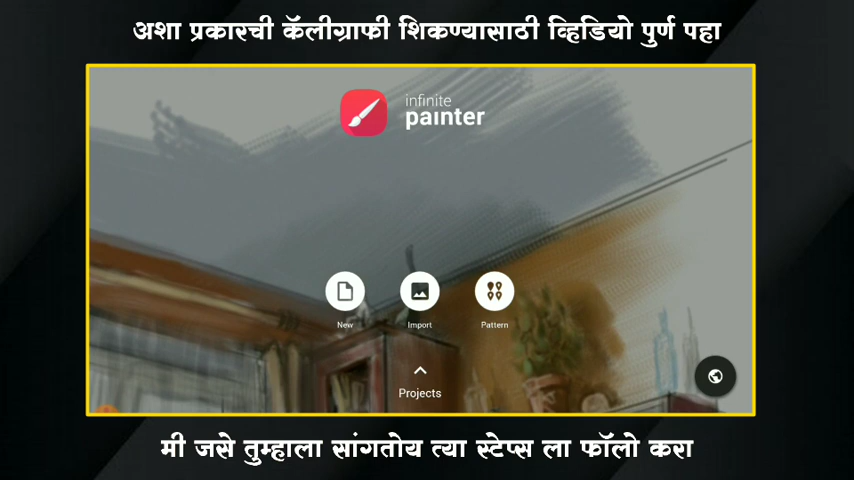 अशा प्रकारची कॅलीग्राफी शिकण्यासाठी व्हिडियो पुर्ण पहा
infinite
painter
New Import Pattern
Projects
मी जसे तुम्हाला सांगतोय त्या स्टेप्स ला फॉलो करा